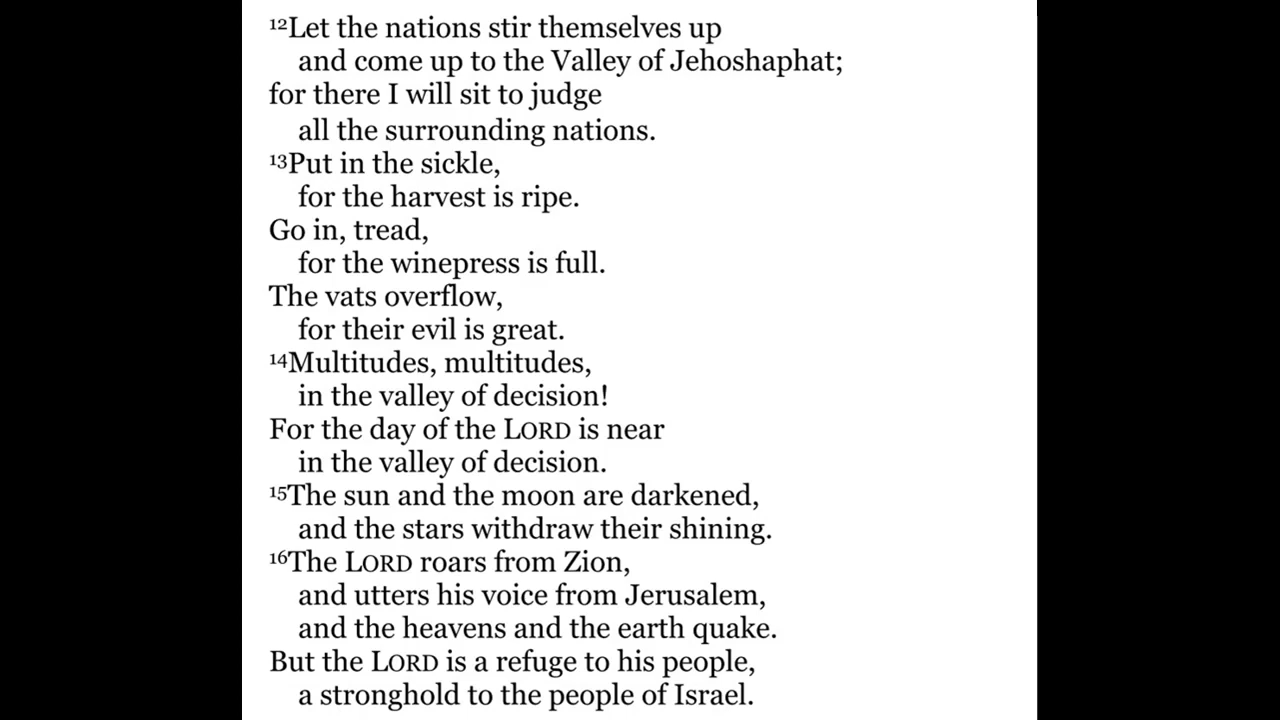 ¹²Let the nations stir themselves up
and come up to the Valley of Jehoshaphat;
for there I will sit to judge
all the surrounding nations.
¹³Put in the sickle,
for the harvest is ripe.
Go in, tread,
for the winepress is full.
The vats overflow,
for their evil is great.
¹⁴Multitudes, multitudes,
in the valley of decision!
For the day of the LORD is near
in the valley of decision.
¹⁵The sun and the moon are darkened,
and the stars withdraw their shining.
¹⁶The LORD roars from Zion,
and utters his voice from Jerusalem,
and the heavens and the earth quake.
But the LORD is a refuge to his people,
a stronghold to the people of Israel.